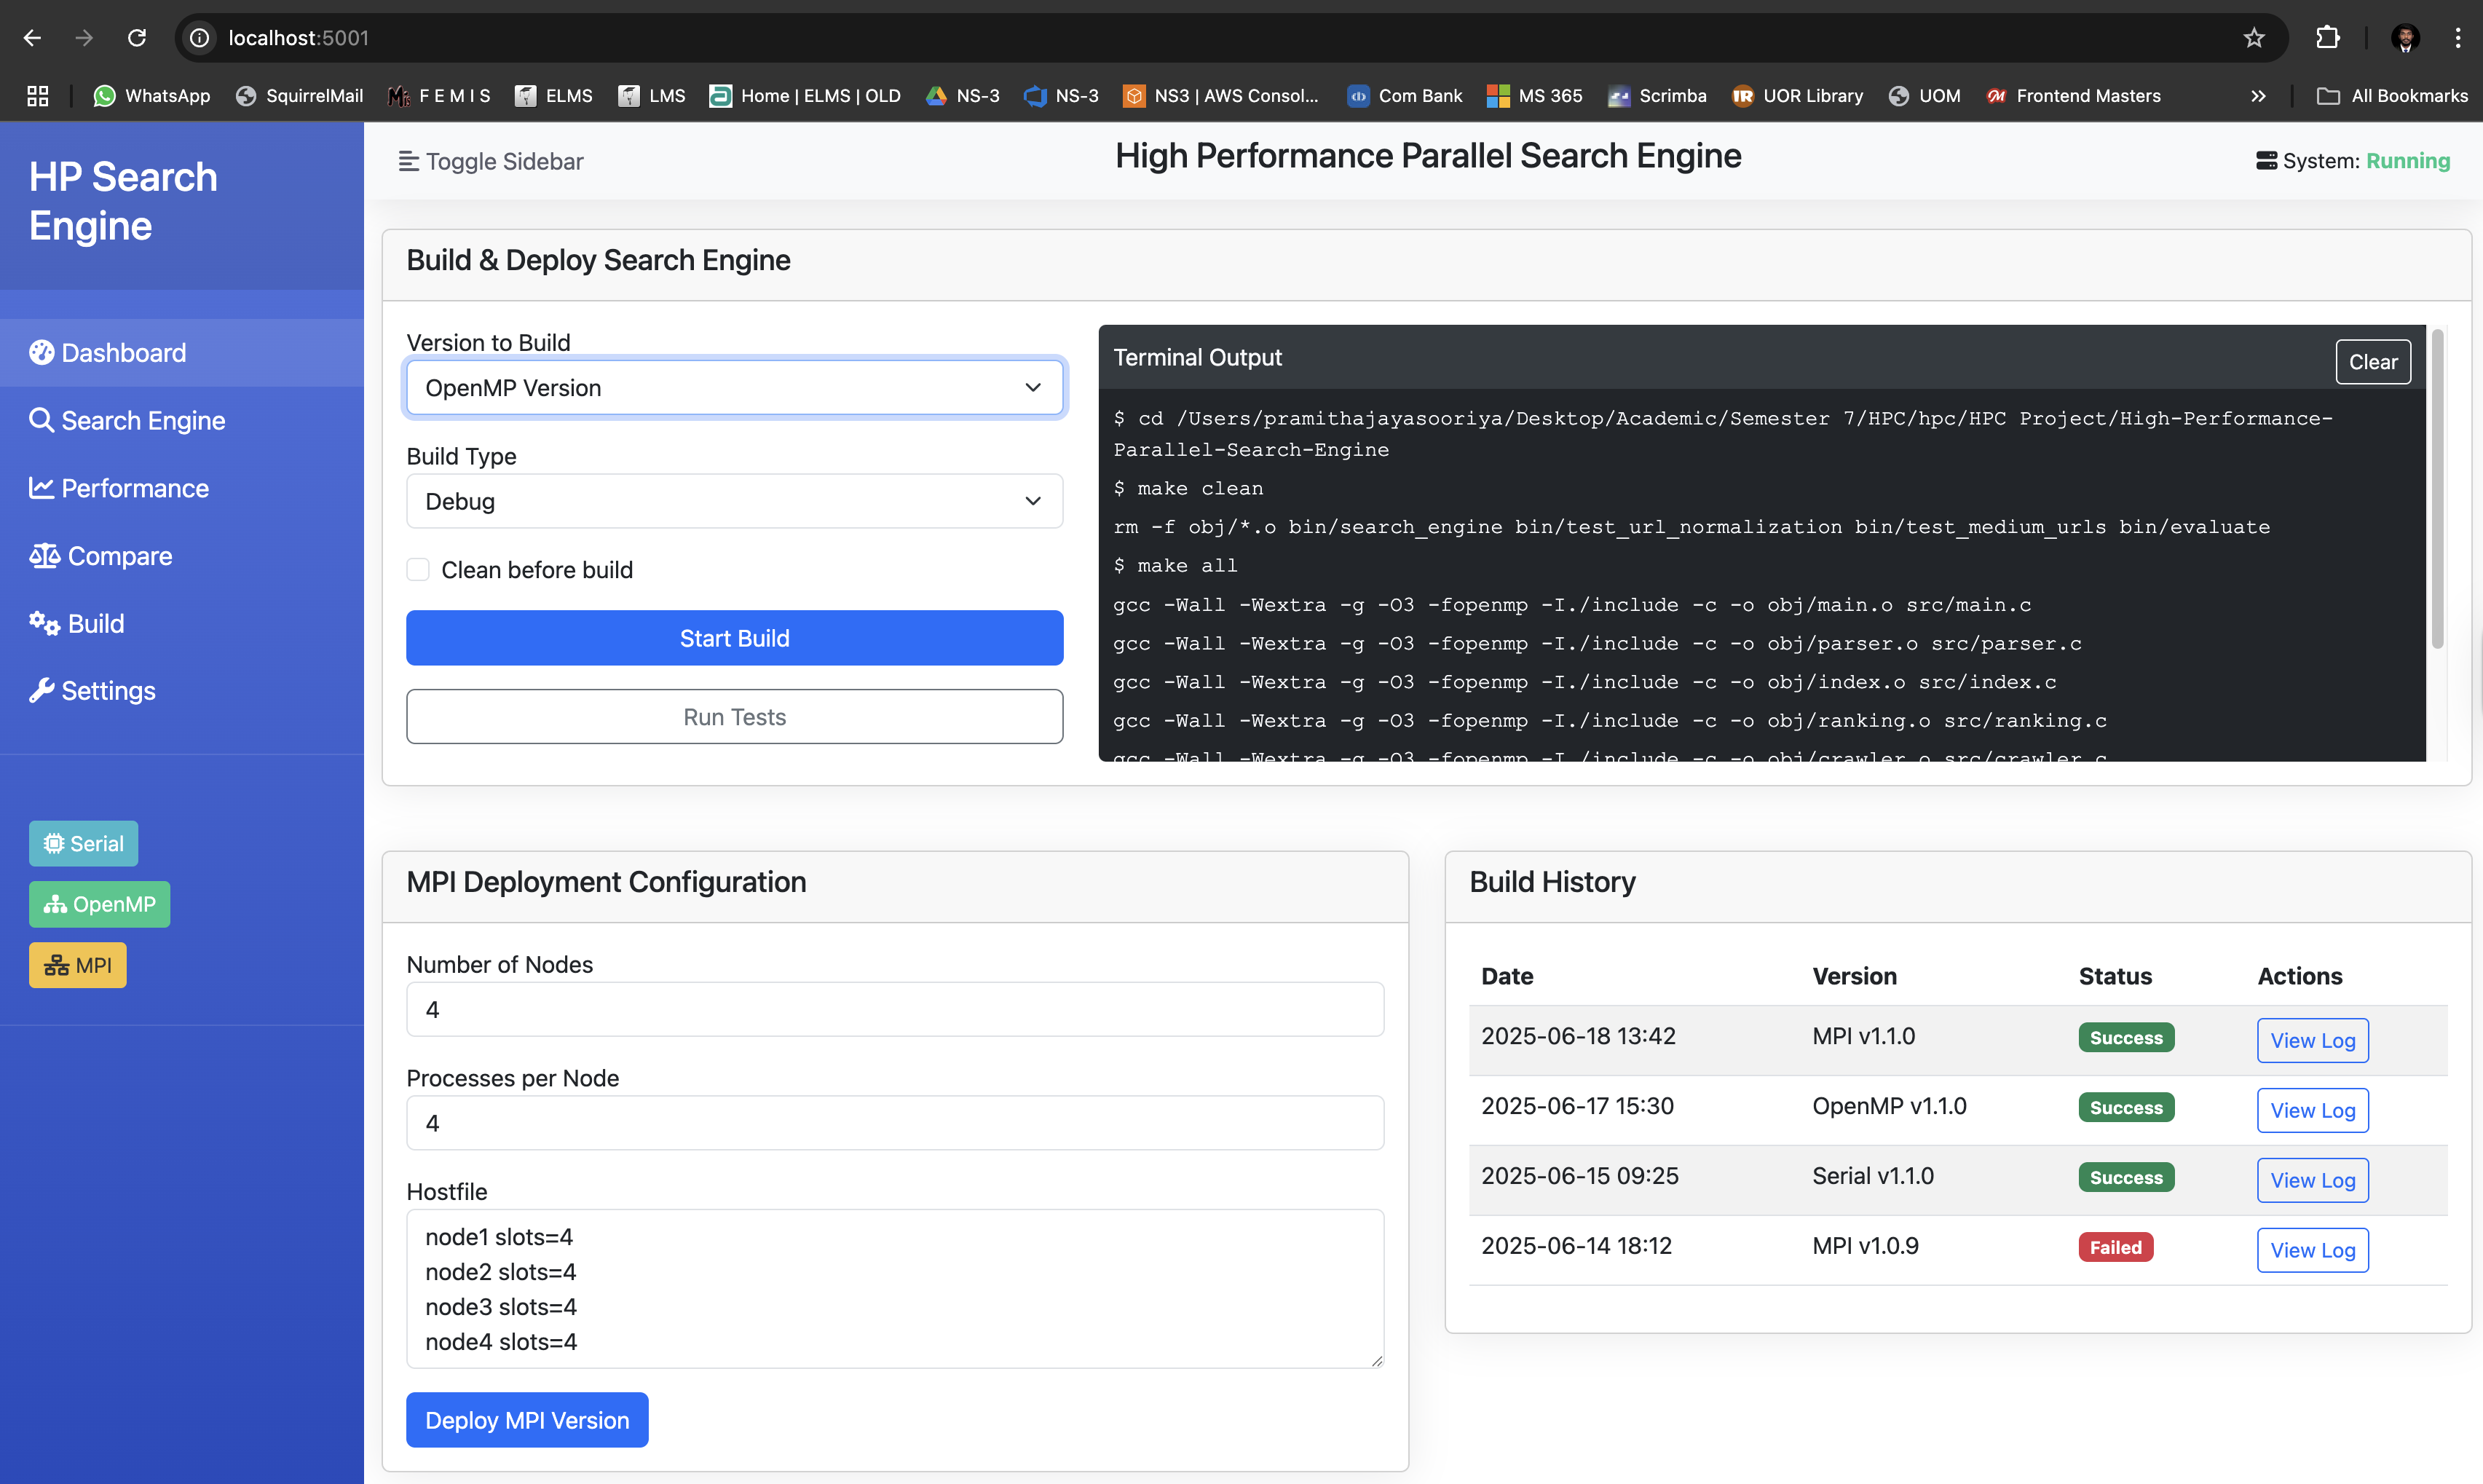 localhost:5001
WhatsApp SquirrelMail F E M I S ELMS LMS Home | ELMS | OLD NS-3 NS-3 NS3 | AWS Consol... Com Bank MS 365 Scrimba UOR Library UOM Frontend Masters » All Bookmarks
HP Search
Engine
Dashboard
Search Engine
Performance
Compare
Build
Settings
Serial
OpenMP
MPI
Toggle Sidebar
High Performance Parallel Search Engine
System: Running
Build & Deploy Search Engine
Version to Build
OpenMP Version
Build Type
Debug
Clean before build
Start Build
Run Tests
Terminal Output
Clear
$ cd /Users/pramithajayasooriya/Desktop/Academic/Semester 7/HPC/hpc/HPC Project/High-Performance-
Parallel-Search-Engine
$ make clean
rm -f obj/*.o bin/search_engine bin/test_url_normalization bin/test_medium_urls bin/evaluate
$ make all
gcc -Wall -Wextra -g -O3 -fopenmp -I./include -c -o obj/main.o src/main.c
gcc -Wall -Wextra -g -O3 -fopenmp -I./include -c -o obj/parser.o src/parser.c
gcc -Wall -Wextra -g -O3 -fopenmp -I./include -c -o obj/index.o src/index.c
gcc -Wall -Wextra -g -O3 -fopenmp -I./include -c -o obj/ranking.o src/ranking.c
gcc -Wall -Wextra -g -O3 -fopenmp -I./include -c -o obj/crawler.o src/crawler.c
MPI Deployment Configuration
Number of Nodes
4
Processes per Node
4
Hostfile
node1 slots=4
node2 slots=4
node3 slots=4
node4 slots=4
Deploy MPI Version
Build History
Date Version Status Actions
2025-06-18 13:42 MPI v1.1.0 Success View Log
2025-06-17 15:30 OpenMP v1.1.0 Success View Log
2025-06-15 09:25 Serial v1.1.0 Success View Log
2025-06-14 18:12 MPI v1.0.9 Failed View Log